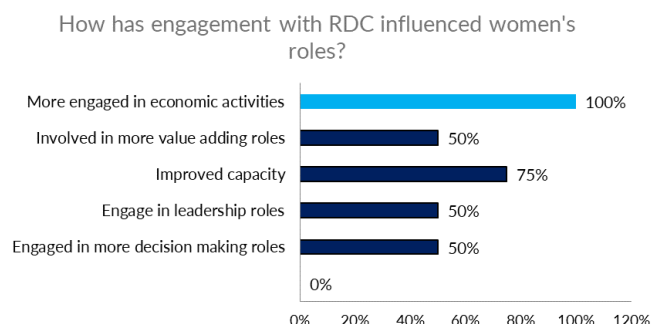 How has engagement with RDC influenced women's
roles?
More engaged in economic activities 100%
Involved in more value adding roles 50%
Improved capacity 75%
Engage in leadership roles 50%
Engaged in more decision making roles 50%
0%
0% 20% 40% 60% 80% 100% 120%